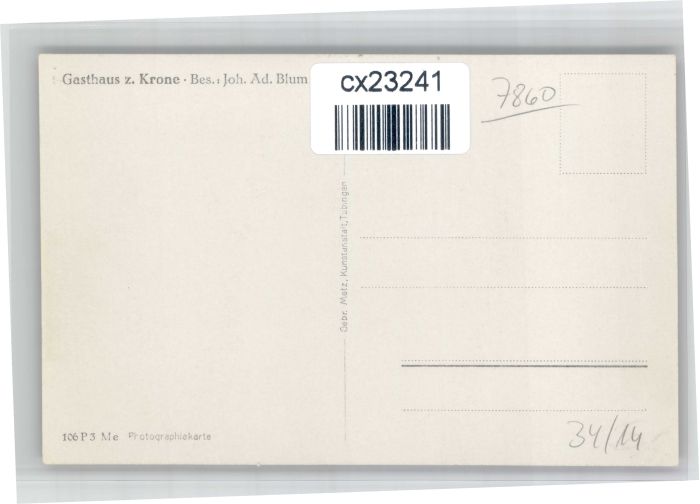 Gasthaus z. Krone · Bes.: Joh. Ad. Blum
cx23241
7860
Gebr. Metz, Kunstanstalt, Tübingen
106 P 3 Me Photographiekarte
34/14